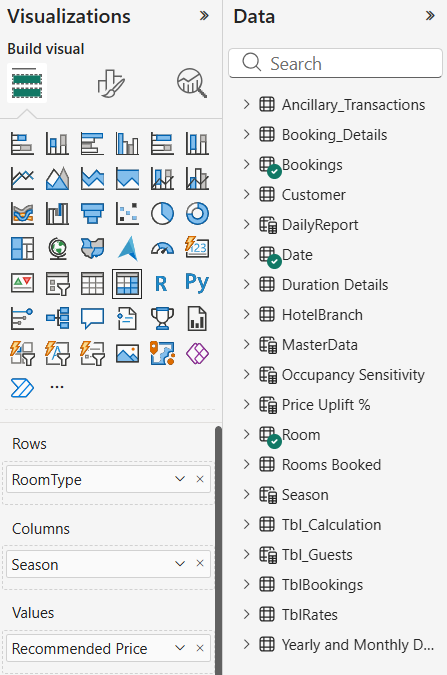 Visualizations »
Build visual
123
R Py
...
Rows
RoomType
Columns
Season
Values
Recommended Price
Data »
Search
Ancillary_Transactions
Booking_Details
Bookings
Customer
DailyReport
Date
Duration Details
HotelBranch
MasterData
Occupancy Sensitivity
Price Uplift %
Room
Rooms Booked
Season
Tbl_Calculation
Tbl_Guests
TblBookings
TblRates
Yearly and Monthly D...